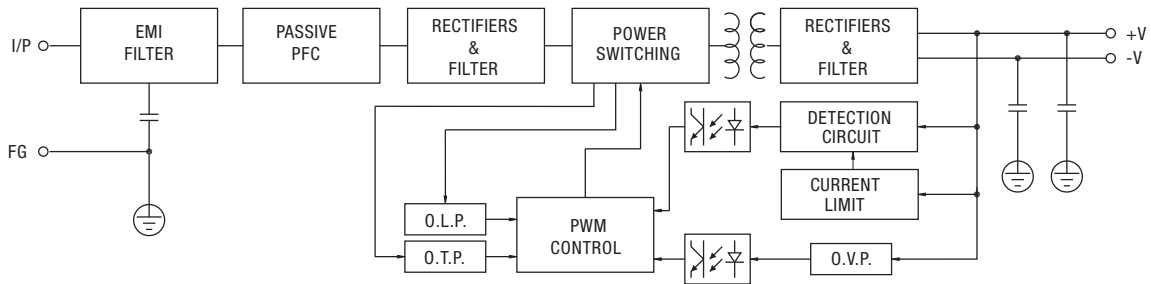 I/P
EMI
FILTER
PASSIVE
PFC
RECTIFIERS
&
FILTER
POWER
SWITCHING
RECTIFIERS
&
FILTER
+V
-V
FG
DETECTION
CIRCUIT
CURRENT
LIMIT
O.L.P.
O.T.P.
PWM
CONTROL
O.V.P.